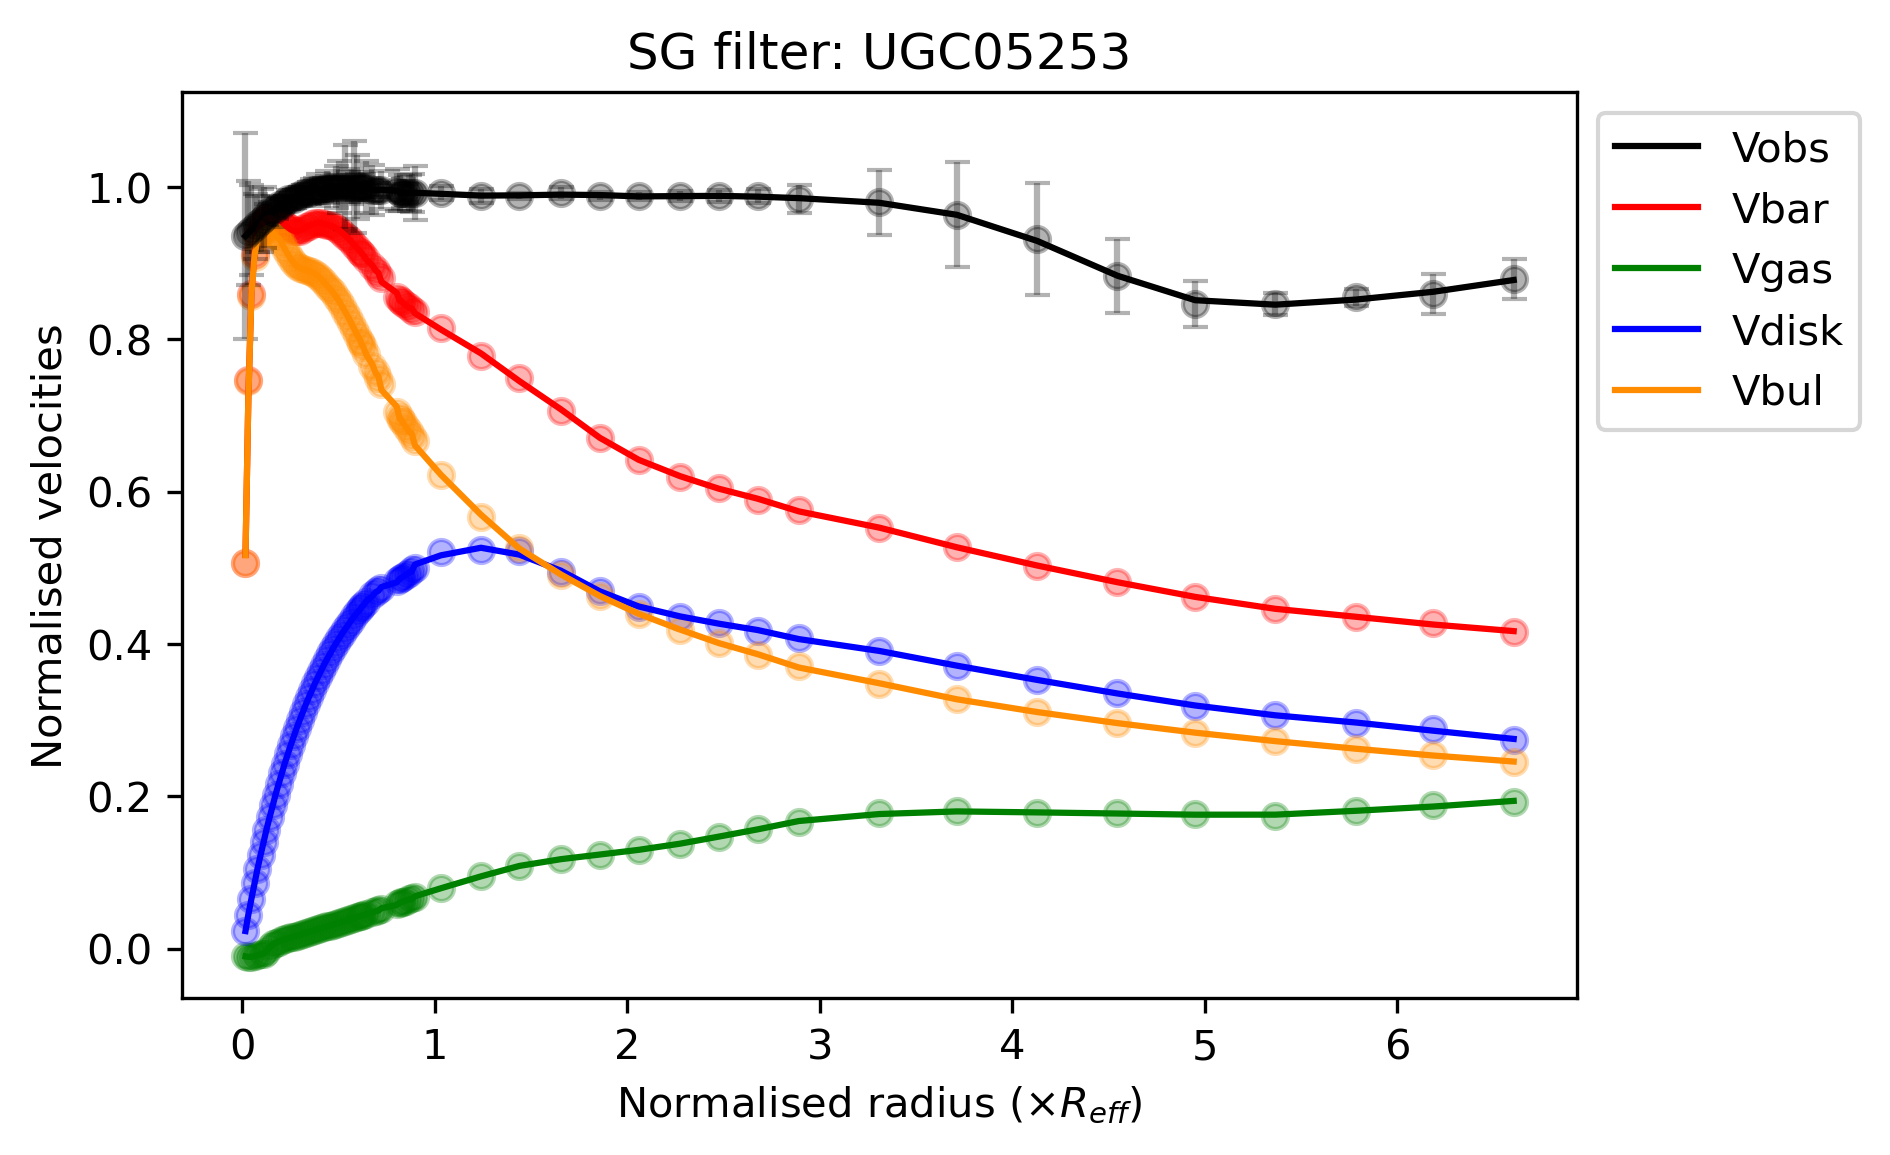 SG filter: UGC05253
Normalised velocities
1.0
0.8
0.6
0.4
0.2
0.0
0 1 2 3 4 5 6
Normalised radius (×R_eff)
Vobs
Vbar
Vgas
Vdisk
Vbul